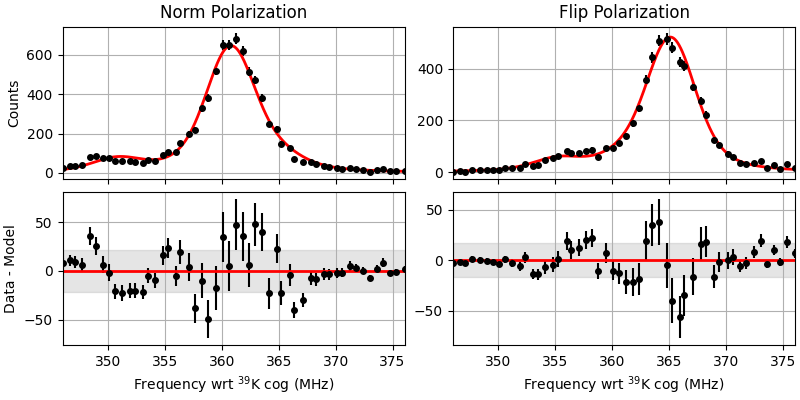 Norm Polarization
Flip Polarization
Counts
600
400
200
0
400
200
0
Data - Model
50
0
−50
50
0
−50
350 355 360 365 370 375
350 355 360 365 370 375
Frequency wrt ³⁹K cog (MHz)
Frequency wrt ³⁹K cog (MHz)